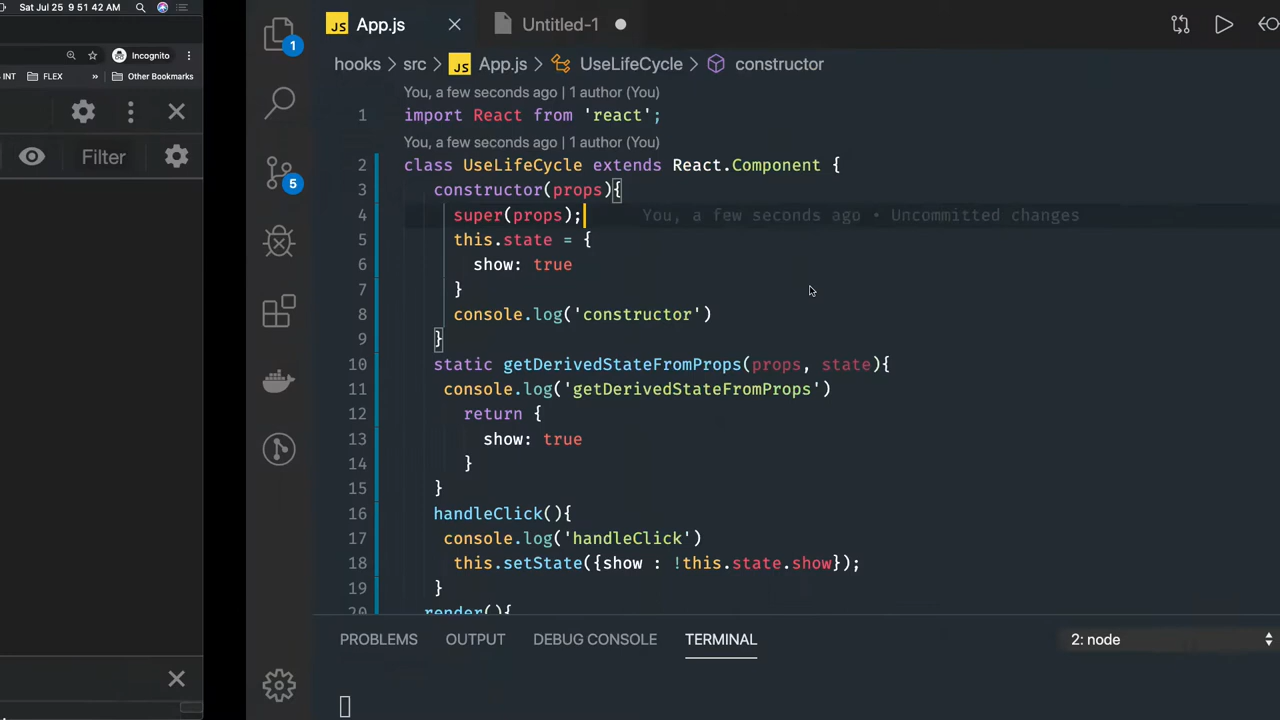 Sat Jul 25 9 51 42 AM
Incognito
INT FLEX » Other Bookmarks
Filter
1
5
JS App.js
Untitled-1
hooks > src > JS App.js > UseLifeCycle > constructor
You, a few seconds ago | 1 author (You)
1 import React from 'react';
You, a few seconds ago | 1 author (You)
2 class UseLifeCycle extends React.Component {
3 constructor(props){
4 super(props); You, a few seconds ago • Uncommitted changes
5 this.state = {
6 show: true
7 }
8 console.log('constructor')
9 }
10 static getDerivedStateFromProps(props, state){
11 console.log('getDerivedStateFromProps')
12 return {
13 show: true
14 }
15 }
16 handleClick(){
17 console.log('handleClick')
18 this.setState({show : !this.state.show});
19 }
20 render(){
PROBLEMS OUTPUT DEBUG CONSOLE TERMINAL 2: node